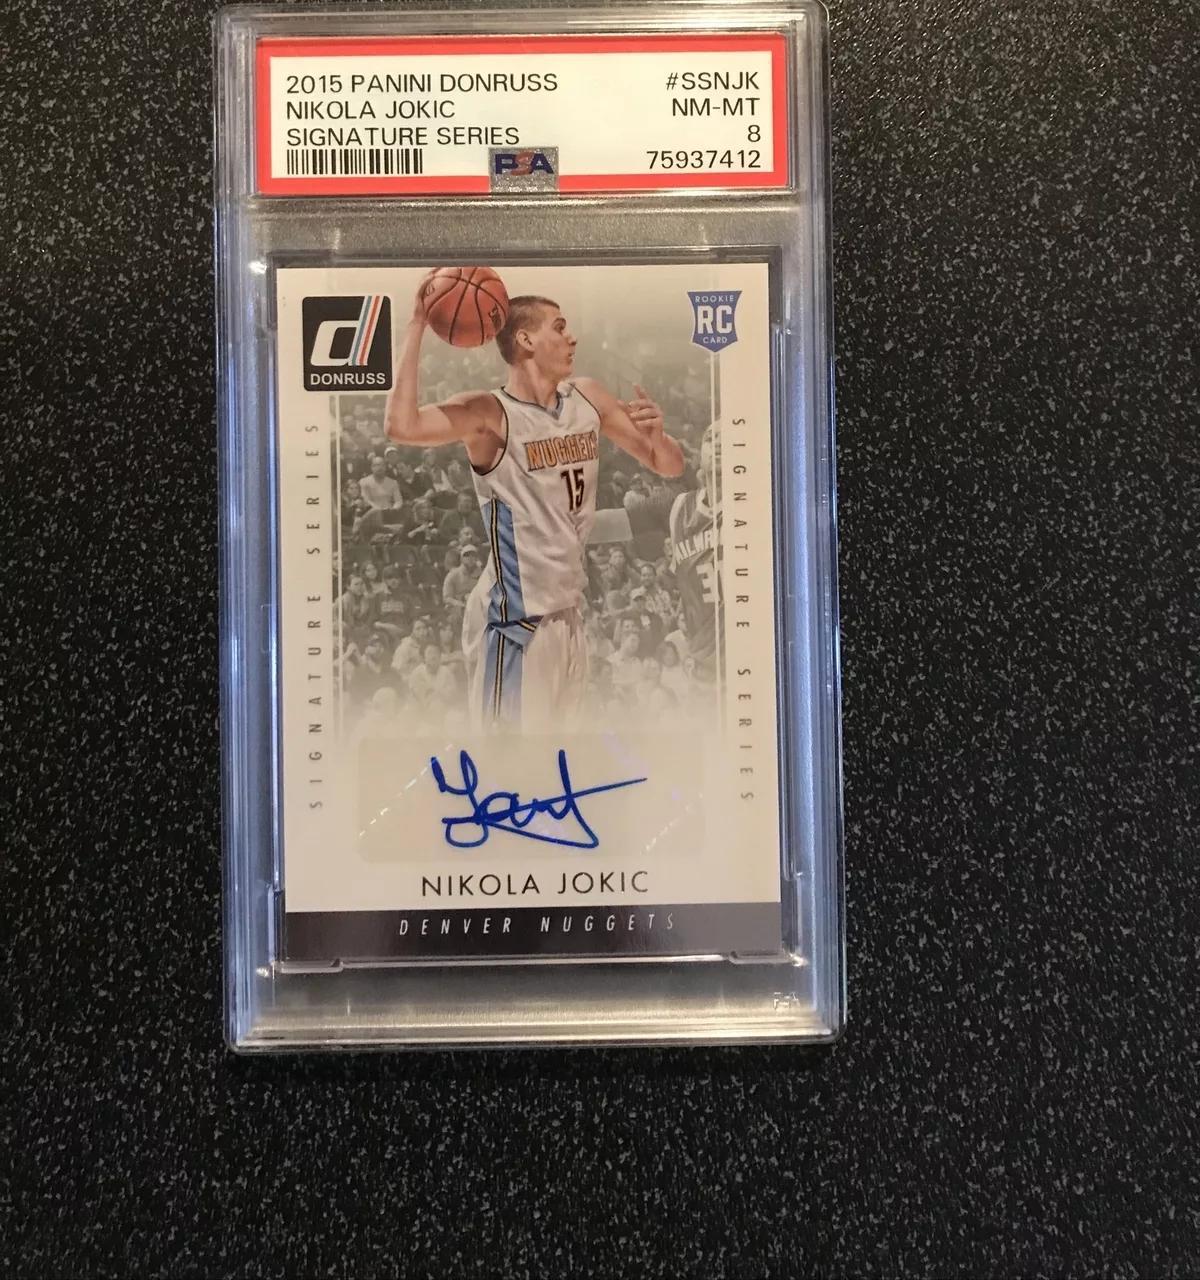 2015 PANINI DONRUSS #SSNJK
NIKOLA JOKIC NM-MT
SIGNATURE SERIES 8
PSA 75937412
DONRUSS
ROOKIE
RC
CARD
SIGNATURE SERIES
SIGNATURE SERIES
NUGGETS
15
3
NIKOLA JOKIC
DENVER NUGGETS